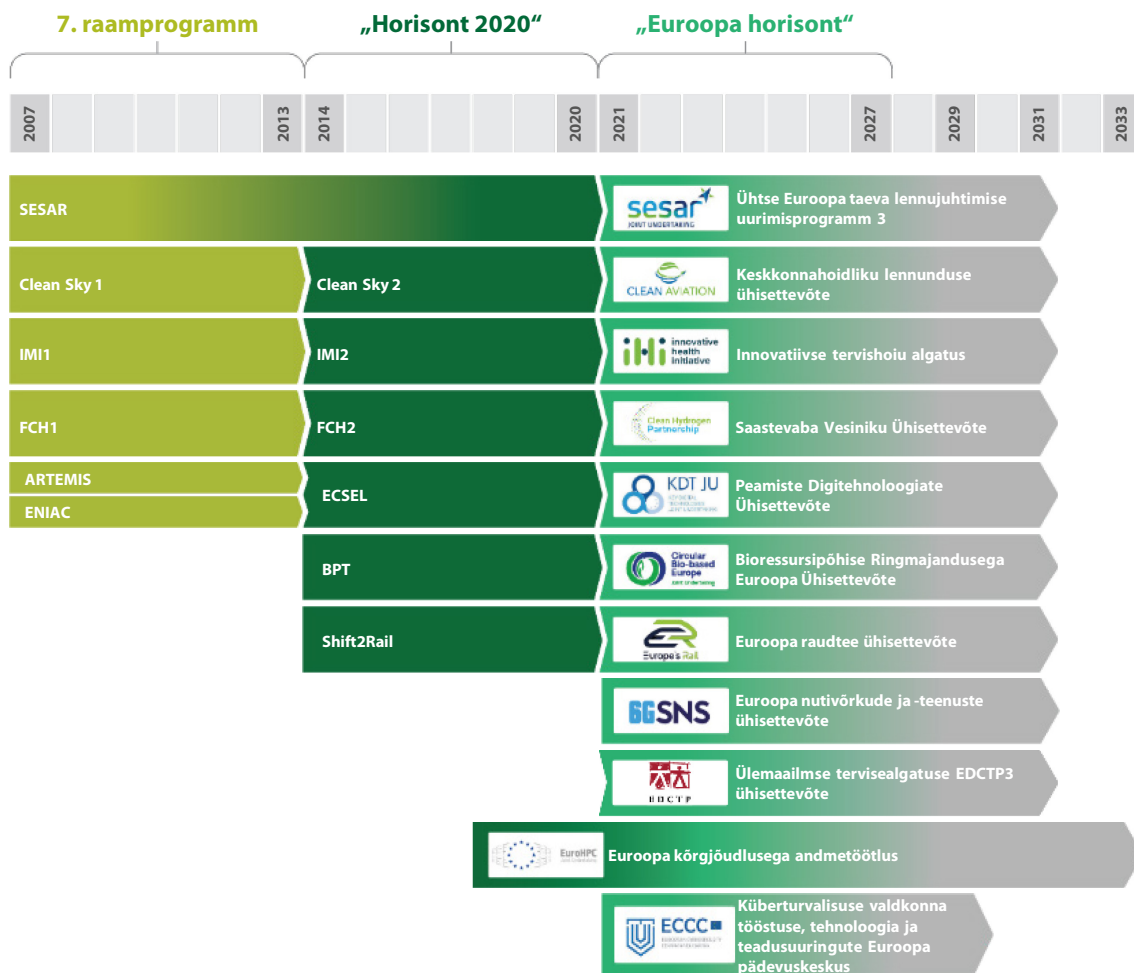 7. raamprogramm
„Horisont 2020“
„Euroopa horisont“
2007
2013
2014
2020
2021
2027
2029
2031
2033
SESAR
sesar
JOINT UNDERTAKING
Ühtse Euroopa taeva lennujuhtimise
uurimisprogramm 3
Clean Sky 1
Clean Sky 2
CLEAN AVIATION
Keskkonnahoidliku lennunduse
ühisettevõte
IMI1
IMI2
iHi innovative
health
initiative
Innovatiivse tervishoiu algatus
FCH1
FCH2
Clean Hydrogen
Partnership
Saastevaba Vesiniku Ühisettevõte
ARTEMIS
ENIAC
ECSEL
KDT JU
Peamiste Digitehnoloogiate
Ühisettevõte
BPT
Circular
Bio-based
Europe
Joint Undertaking
Bioressursipõhise Ringmajandusega
Euroopa Ühisettevõte
Shift2Rail
Europe's Rail
Euroopa raudtee ühisettevõte
6GSNS
Euroopa nutivõrkude ja -teenuste
ühisettevõte
EDCTP
Ülemaailmse tervisealgatuse EDCTP3
ühisettevõte
EuroHPC
Euroopa kõrgjõudlusega andmetöötlus
ECCC
Küberturvalisuse valdkonna
tööstuse, tehnoloogia ja
teadusuuringute Euroopa
pädevuskeskus